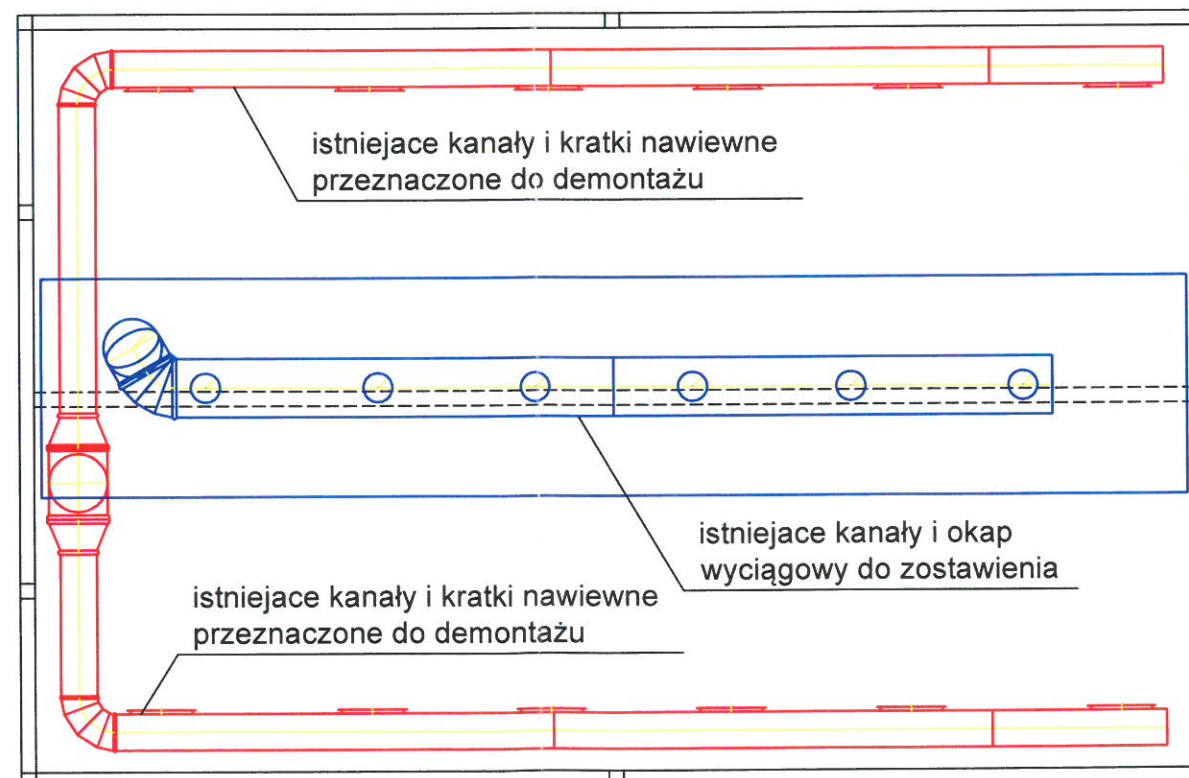 istniejace kanały i kratki nawiewne
przeznaczone do demontażu
istniejace kanały i okap
wyciągowy do zostawienia
istniejace kanały i kratki nawiewne
przeznaczone do demontażu